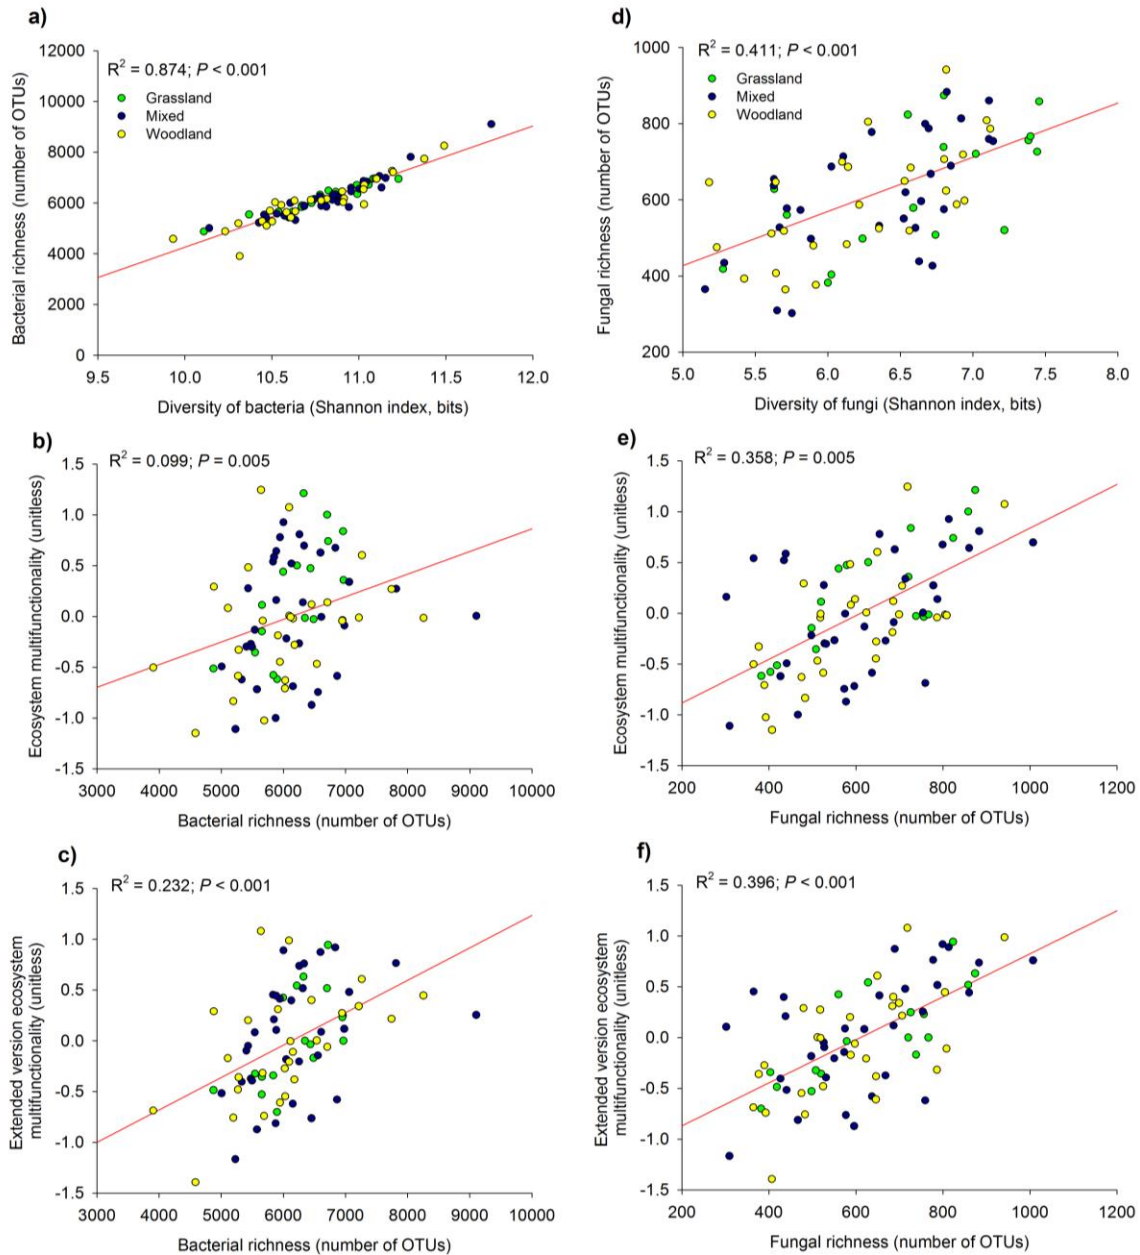 a)
R² = 0.874; P < 0.001
Grassland
Mixed
Woodland
Bacterial richness (number of OTUs)
12000
10000
8000
6000
4000
2000
0
9.5 10.0 10.5 11.0 11.5 12.0
Diversity of bacteria (Shannon index, bits)
d)
R² = 0.411; P < 0.001
Grassland
Mixed
Woodland
Fungal richness (number of OTUs)
1000
800
600
400
200
5.0 5.5 6.0 6.5 7.0 7.5 8.0
Diversity of fungi (Shannon index, bits)
b)
R² = 0.099; P = 0.005
Ecosystem multifunctionality (unitless)
1.5
1.0
0.5
0.0
-0.5
-1.0
-1.5
3000 4000 5000 6000 7000 8000 9000 10000
Bacterial richness (number of OTUs)
e)
R² = 0.358; P = 0.005
Ecosystem multifunctionality (unitless)
1.5
1.0
0.5
0.0
-0.5
-1.0
-1.5
200 400 600 800 1000 1200
Fungal richness (number of OTUs)
c)
R² = 0.232; P < 0.001
Extended version ecosystem
multifunctionality (unitless)
1.5
1.0
0.5
0.0
-0.5
-1.0
-1.5
3000 4000 5000 6000 7000 8000 9000 10000
Bacterial richness (number of OTUs)
f)
R² = 0.396; P < 0.001
Extended version ecosystem
multifunctionality (unitless)
1.5
1.0
0.5
0.0
-0.5
-1.0
-1.5
200 400 600 800 1000 1200
Fungal richness (number of OTUs)